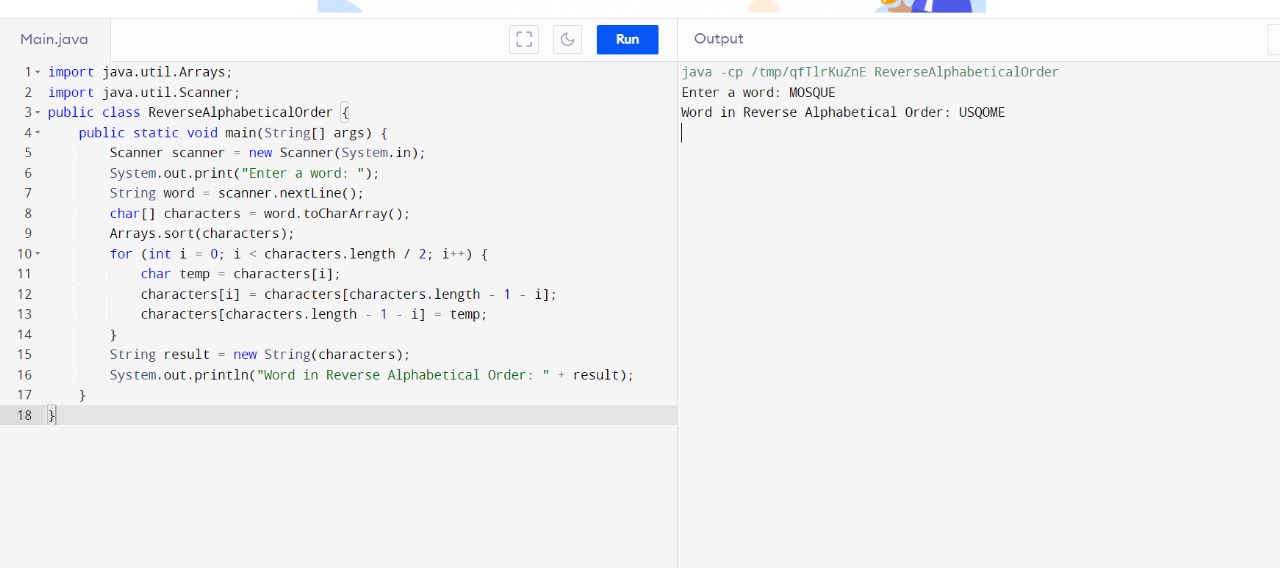 Main.java
Run
Output
1 import java.util.Arrays;
2 import java.util.Scanner;
3 public class ReverseAlphabeticalOrder {
4     public static void main(String[] args) {
5         Scanner scanner = new Scanner(System.in);
6         System.out.print("Enter a word: ");
7         String word = scanner.nextLine();
8         char[] characters = word.toCharArray();
9         Arrays.sort(characters);
10         for (int i = 0; i < characters.length / 2; i++) {
11             char temp = characters[i];
12             characters[i] = characters[characters.length - 1 - i];
13             characters[characters.length - 1 - i] = temp;
14         }
15         String result = new String(characters);
16         System.out.println("Word in Reverse Alphabetical Order: " + result);
17     }
18 }
java -cp /tmp/qfTlrKuZnE ReverseAlphabeticalOrder
Enter a word: MOSQUE
Word in Reverse Alphabetical Order: USQOME